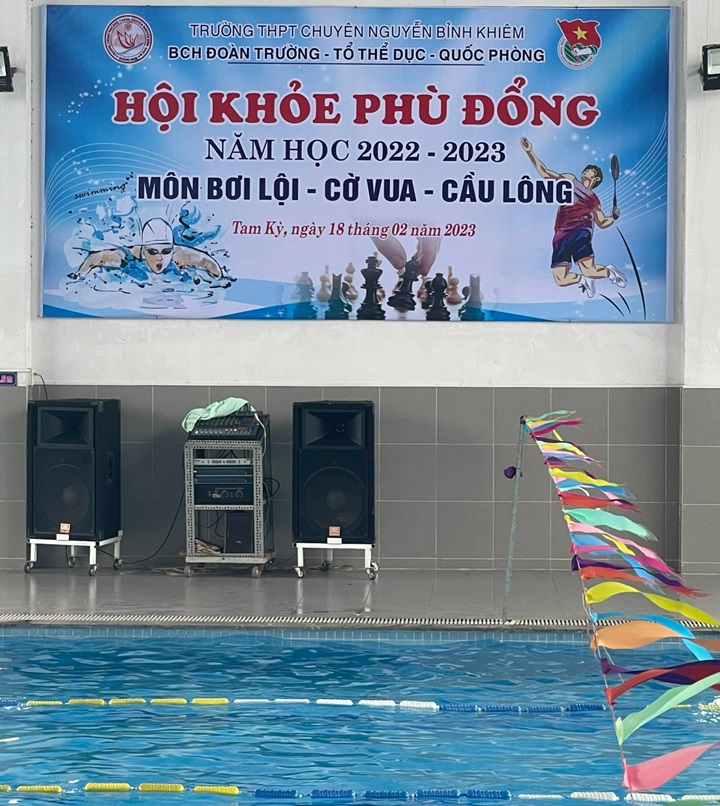 TRƯỜNG THPT CHUYÊN NGUYỄN BỈNH KHIÊM
BCH ĐOÀN TRƯỜNG - TỔ THỂ DỤC - QUỐC PHÒNG
HỘI KHỎE PHÙ ĐỔNG
NĂM HỌC 2022 - 2023
swimming
MÔN BƠI LỘI - CỜ VUA - CẦU LÔNG
Tam Kỳ, ngày 18 tháng 02 năm 2023